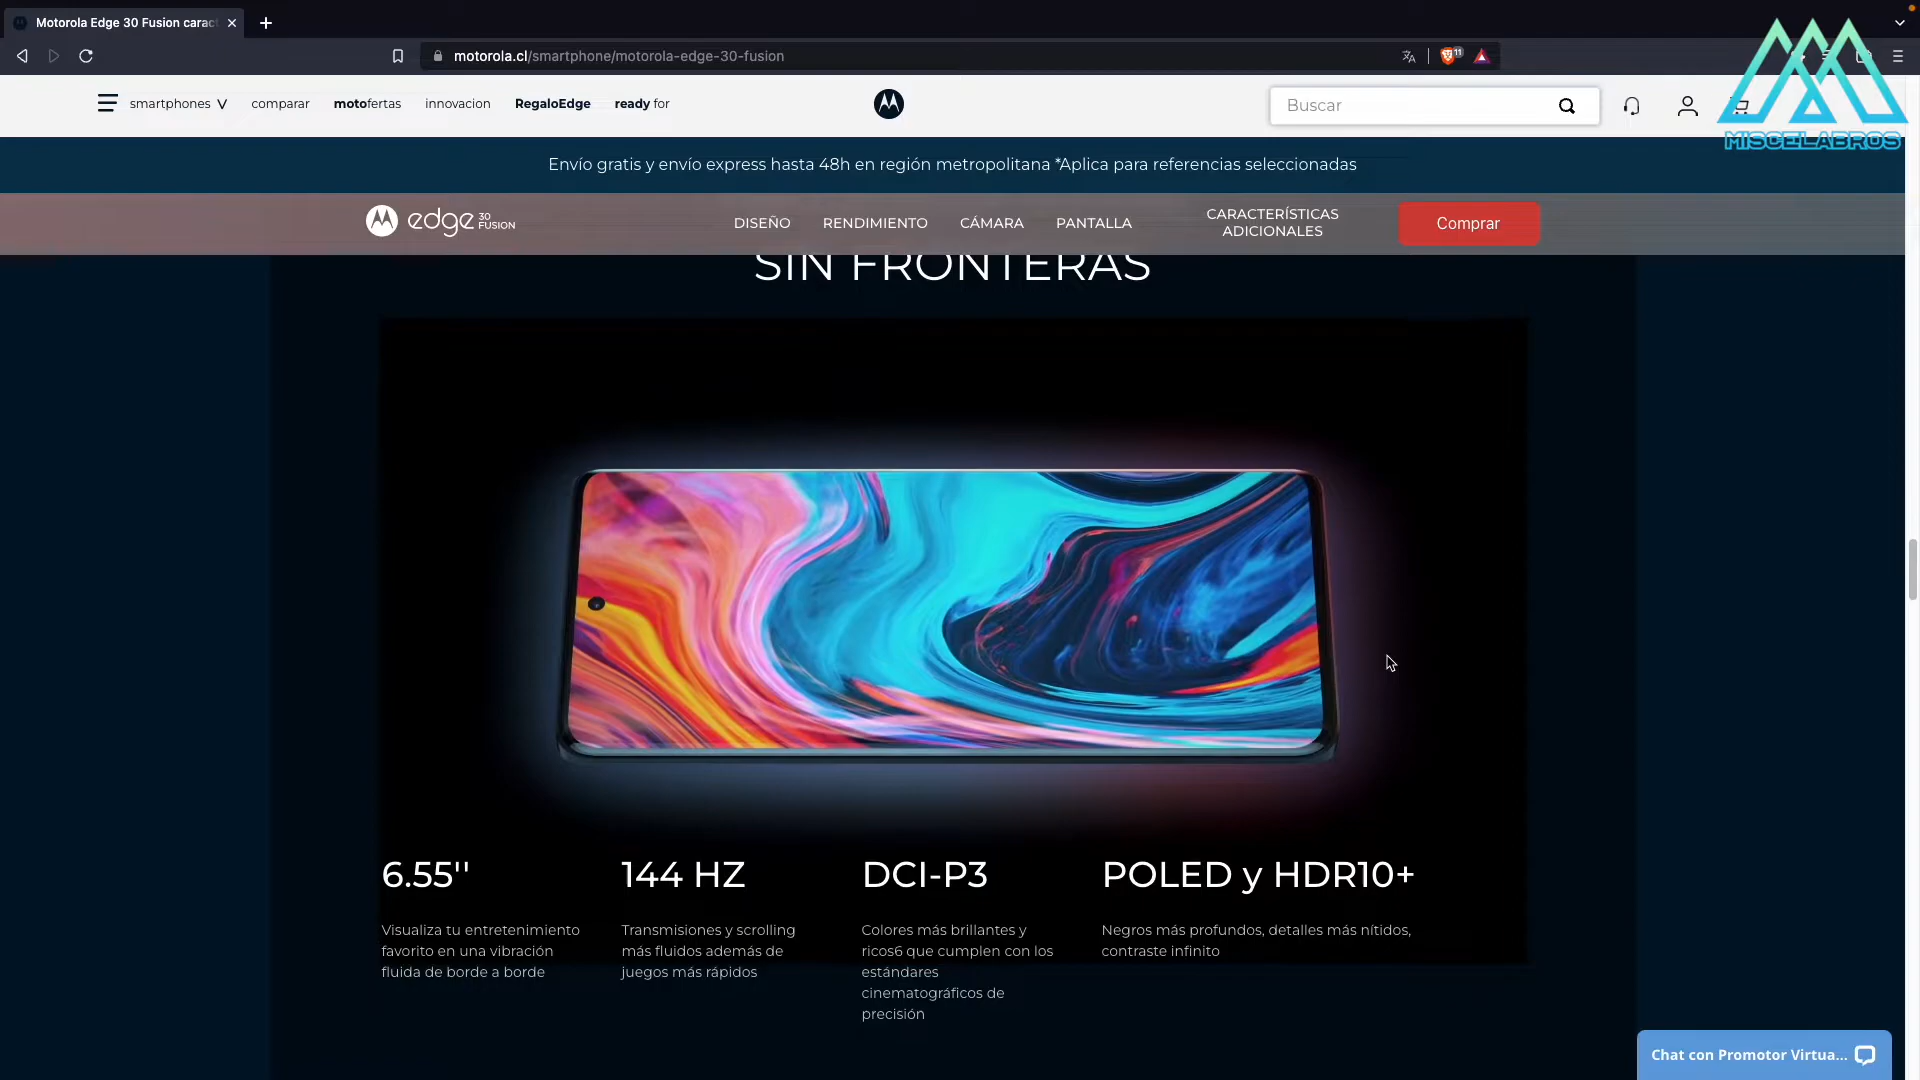 Motorola Edge 30 Fusion carac
motorola.cl/smartphone/motorola-edge-30-fusion
11
smartphones V comparar motofertas innovacion RegaloEdge ready for
Buscar
MISCELABROS
Envío gratis y envío express hasta 48h en región metropolitana *Aplica para referencias seleccionadas
edge 30 FUSION
DISEÑO RENDIMIENTO CÁMARA PANTALLA
CARACTERÍSTICAS
ADICIONALES
Comprar
SIN FRONTERAS
6.55''
Visualiza tu entretenimiento
favorito en una vibración
fluida de borde a borde
144 HZ
Transmisiones y scrolling
más fluidos además de
juegos más rápidos
DCI-P3
Colores más brillantes y
ricos6 que cumplen con los
estándares
cinematográficos de
precisión
POLED y HDR10+
Negros más profundos, detalles más nítidos,
contraste infinito
Chat con Promotor Virtua...